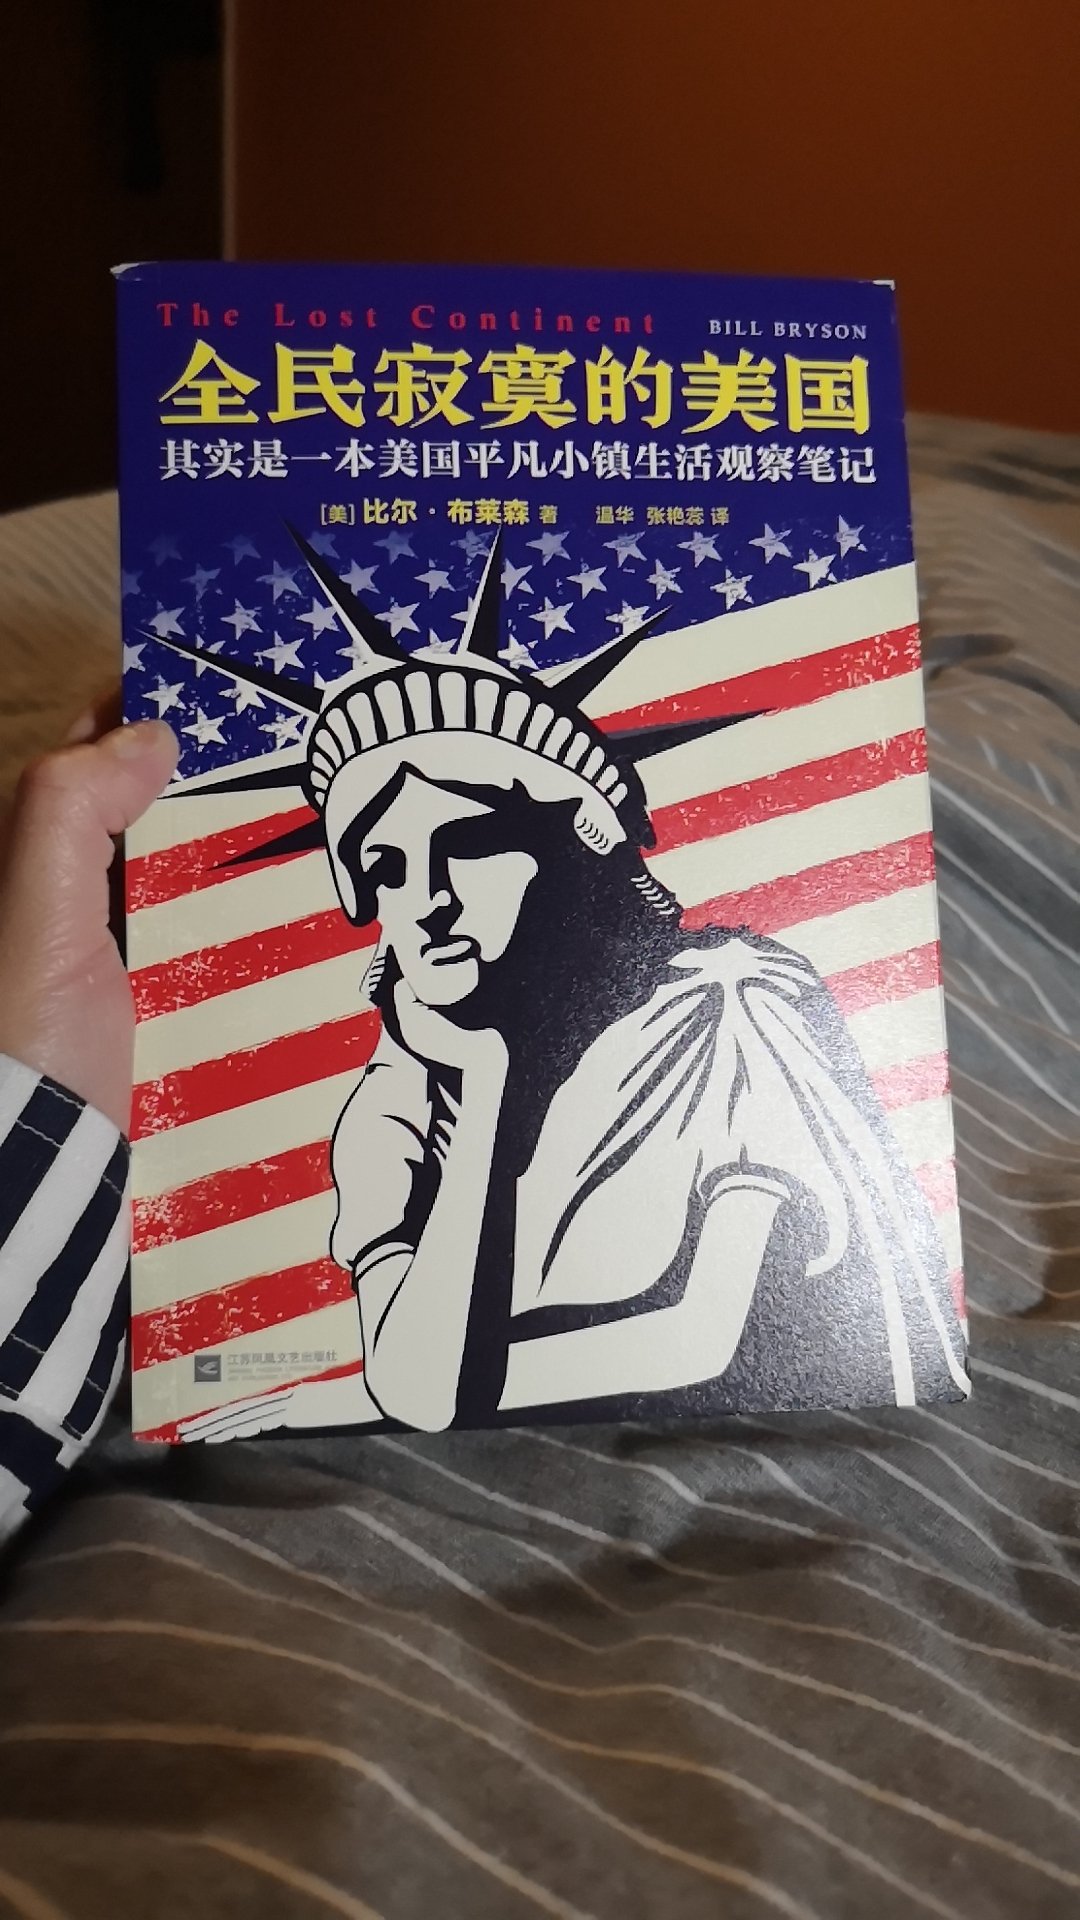 The Lost Continent BILL BRYSON
全民寂寞的美国
其实是一本美国平凡小镇生活观察笔记
[美] 比尔·布莱森 著 温华 张艳蕊 译
江苏凤凰文艺出版社